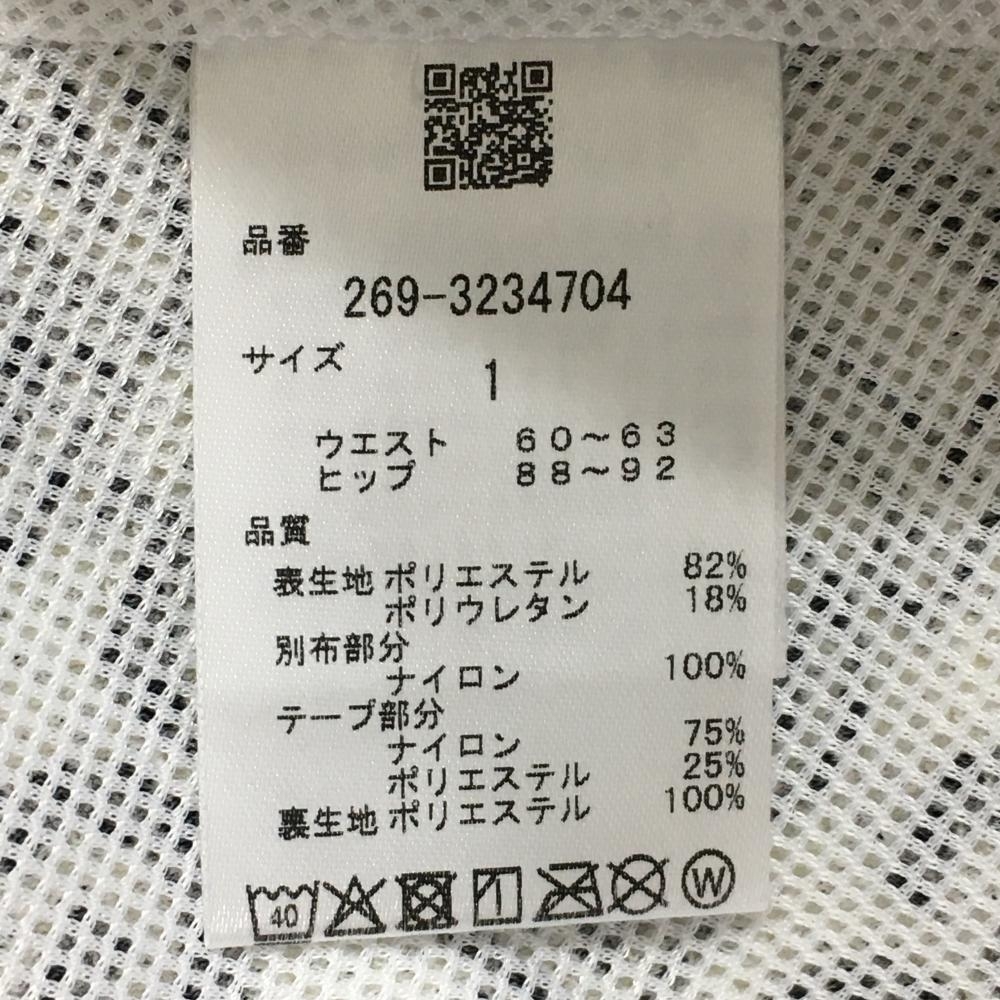 品番
269-3234704
サイズ
1
ウエスト 60~63
ヒップ 88~92
品質
表生地 ポリエステル 82%
ポリウレタン 18%
別布部分
ナイロン 100%
テープ部分
ナイロン 75%
ポリエステル 25%
裏生地 ポリエステル 100%
40 W